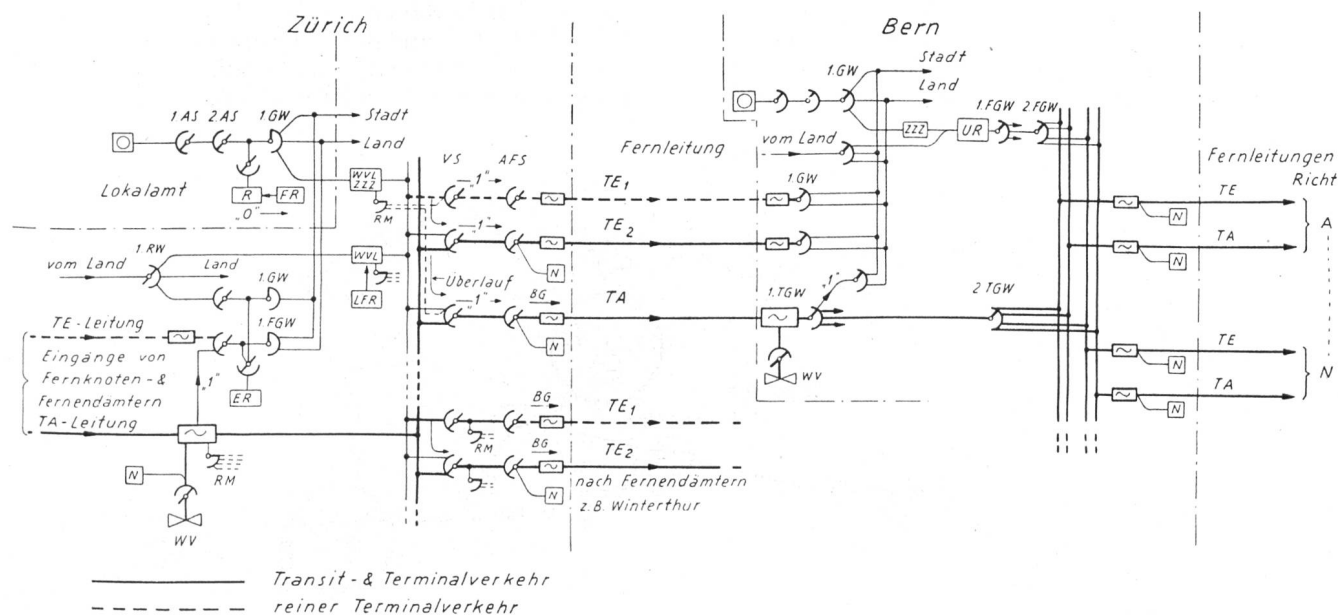 Zürich
Bern
1.AS
2.AS
1.GW
Stadt
Land
Lokalamt
R
FR
„0"
WVL
ZZZ
RM
VS
AFS
„1"
TE1
Fernleitung
„1"
TE2
N
1.RW
vom Land
Land
1.GW
WVL
LFR
Überlauf
„1"
BG
TA
N
TE-Leitung
1.FGW
Eingänge von
Fernknoten-&
Fernendämtern
TA-Leitung
ER
„1"
N
RM
WV
BG
TE1
RM
BG
TE2
N
nach Fernendämtern
z.B. Winterthur
1.GW
Stadt
Land
ZZZ
UR
1.FGW
2.FGW
vom Land
1.GW
1.TGW
„1"
WV
2.TGW
Fernleitungen
Richt
TE
N
TA
N
A
TE
N
TA
N
N
Transit-& Terminalverkehr
reiner Terminalverkehr